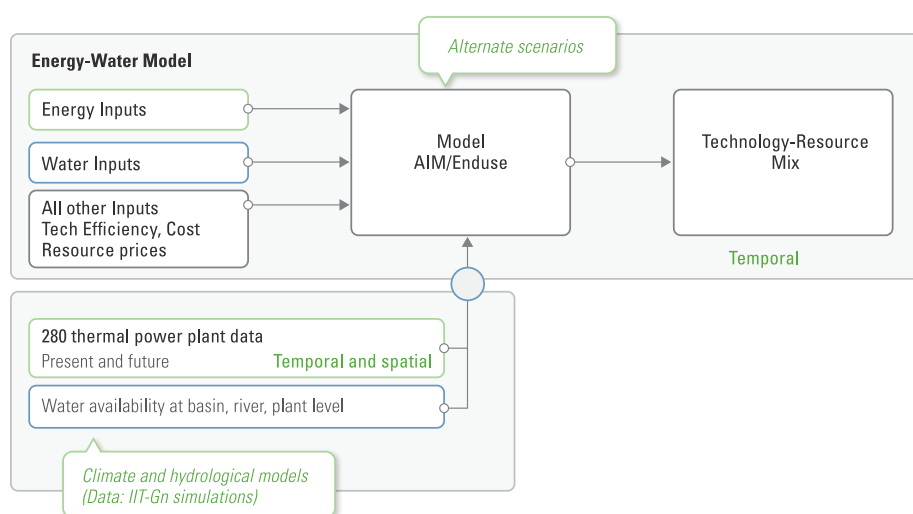 Alternate scenarios
Energy-Water Model
Energy Inputs
Water Inputs
All other Inputs
Tech Efficiency, Cost
Resource prices
Model
AIM/Enduse
Technology-Resource
Mix
Temporal
280 thermal power plant data
Present and future
Temporal and spatial
Water availability at basin, river, plant level
Climate and hydrological models
(Data: IIT-Gn simulations)